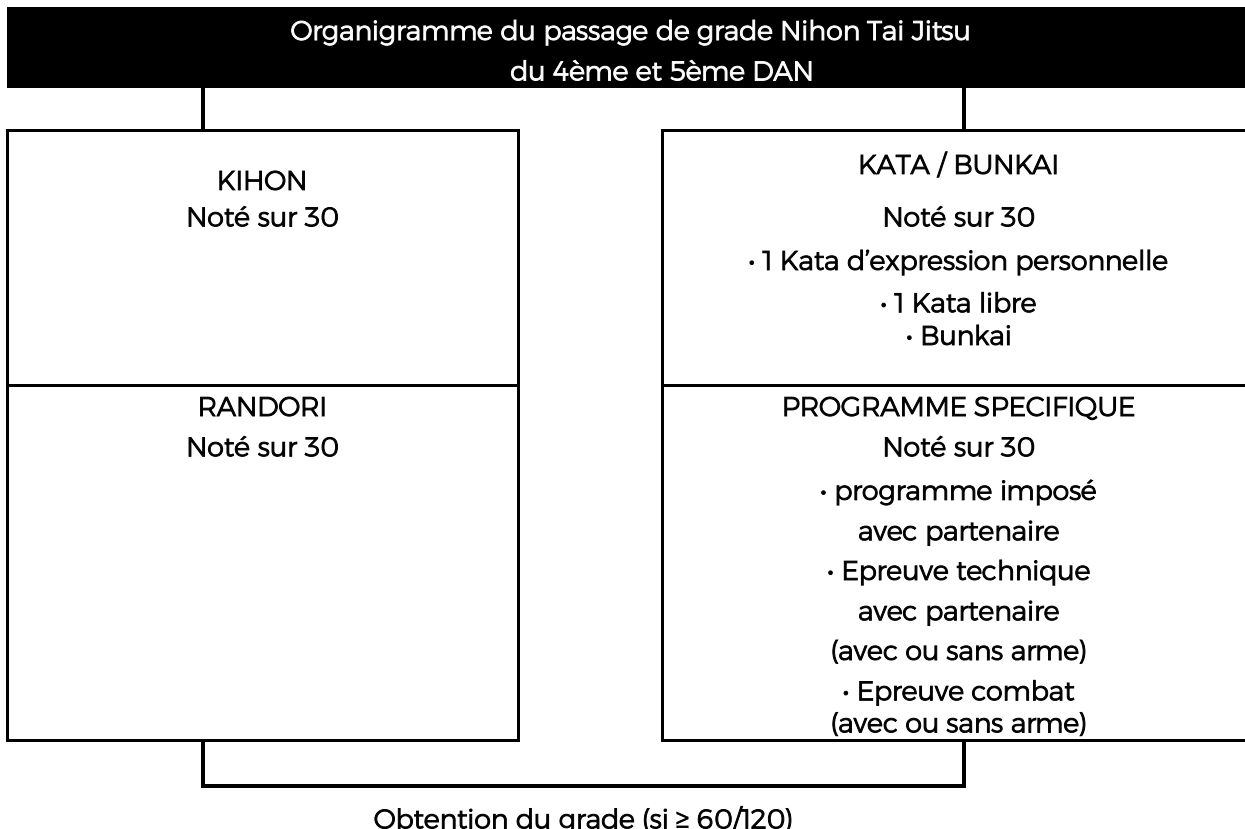 Organigramme du passage de grade Nihon Tai Jitsu
du 4ème et 5ème DAN
KIHON
Noté sur 30
KATA / BUNKAI
Noté sur 30
· 1 Kata d’expression personnelle
· 1 Kata libre
· Bunkai
RANDORI
Noté sur 30
PROGRAMME SPECIFIQUE
Noté sur 30
· programme imposé
avec partenaire
· Epreuve technique
avec partenaire
(avec ou sans arme)
· Epreuve combat
(avec ou sans arme)
Obtention du grade (si ≥ 60/120)